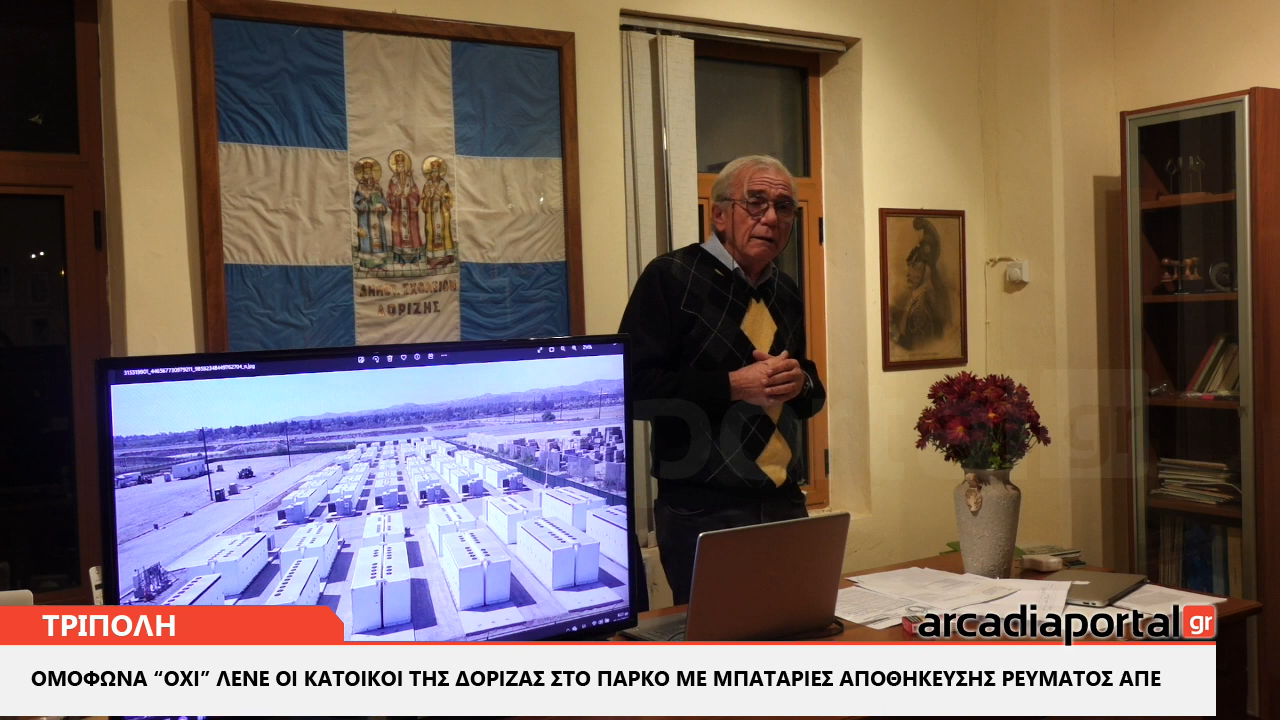 ΔΗΜΟΤ. ΣΧΟΛΕΙΟΝ
ΔΟΡΙΖΗΣ
arcadiaportal gr
ΤΡΙΠΟΛΗ
ΟΜΟΦΩΝΑ “ΟΧΙ” ΛΕΝΕ ΟΙ ΚΑΤΟΙΚΟΙ ΤΗΣ ΔΟΡΙΖΑΣ ΣΤΟ ΠΑΡΚΟ ΜΕ ΜΠΑΤΑΡΙΕΣ ΑΠΟΘΗΚΕΥΣΗΣ ΡΕΥΜΑΤΟΣ ΑΠΕ